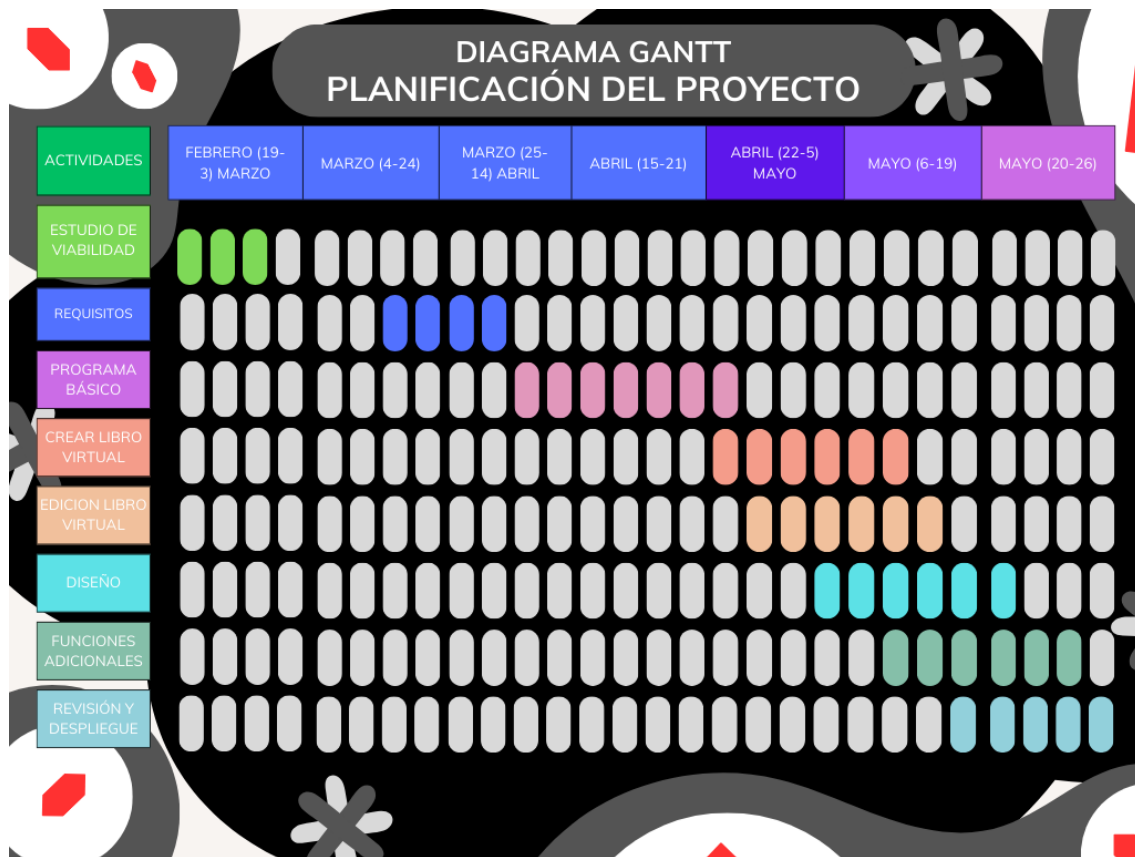 DIAGRAMA GANTT
PLANIFICACIÓN DEL PROYECTO
ACTIVIDADES
FEBRERO (19-
3) MARZO
MARZO (4-24)
MARZO (25-
14) ABRIL
ABRIL (15-21)
ABRIL (22-5)
MAYO
MAYO (6-19)
MAYO (20-26)
ESTUDIO DE
VIABILIDAD
REQUISITOS
PROGRAMA
BÁSICO
CREAR LIBRO
VIRTUAL
EDICION LIBRO
VIRTUAL
DISEÑO
FUNCIONES
ADICIONALES
REVISIÓN Y
DESPLIEGUE